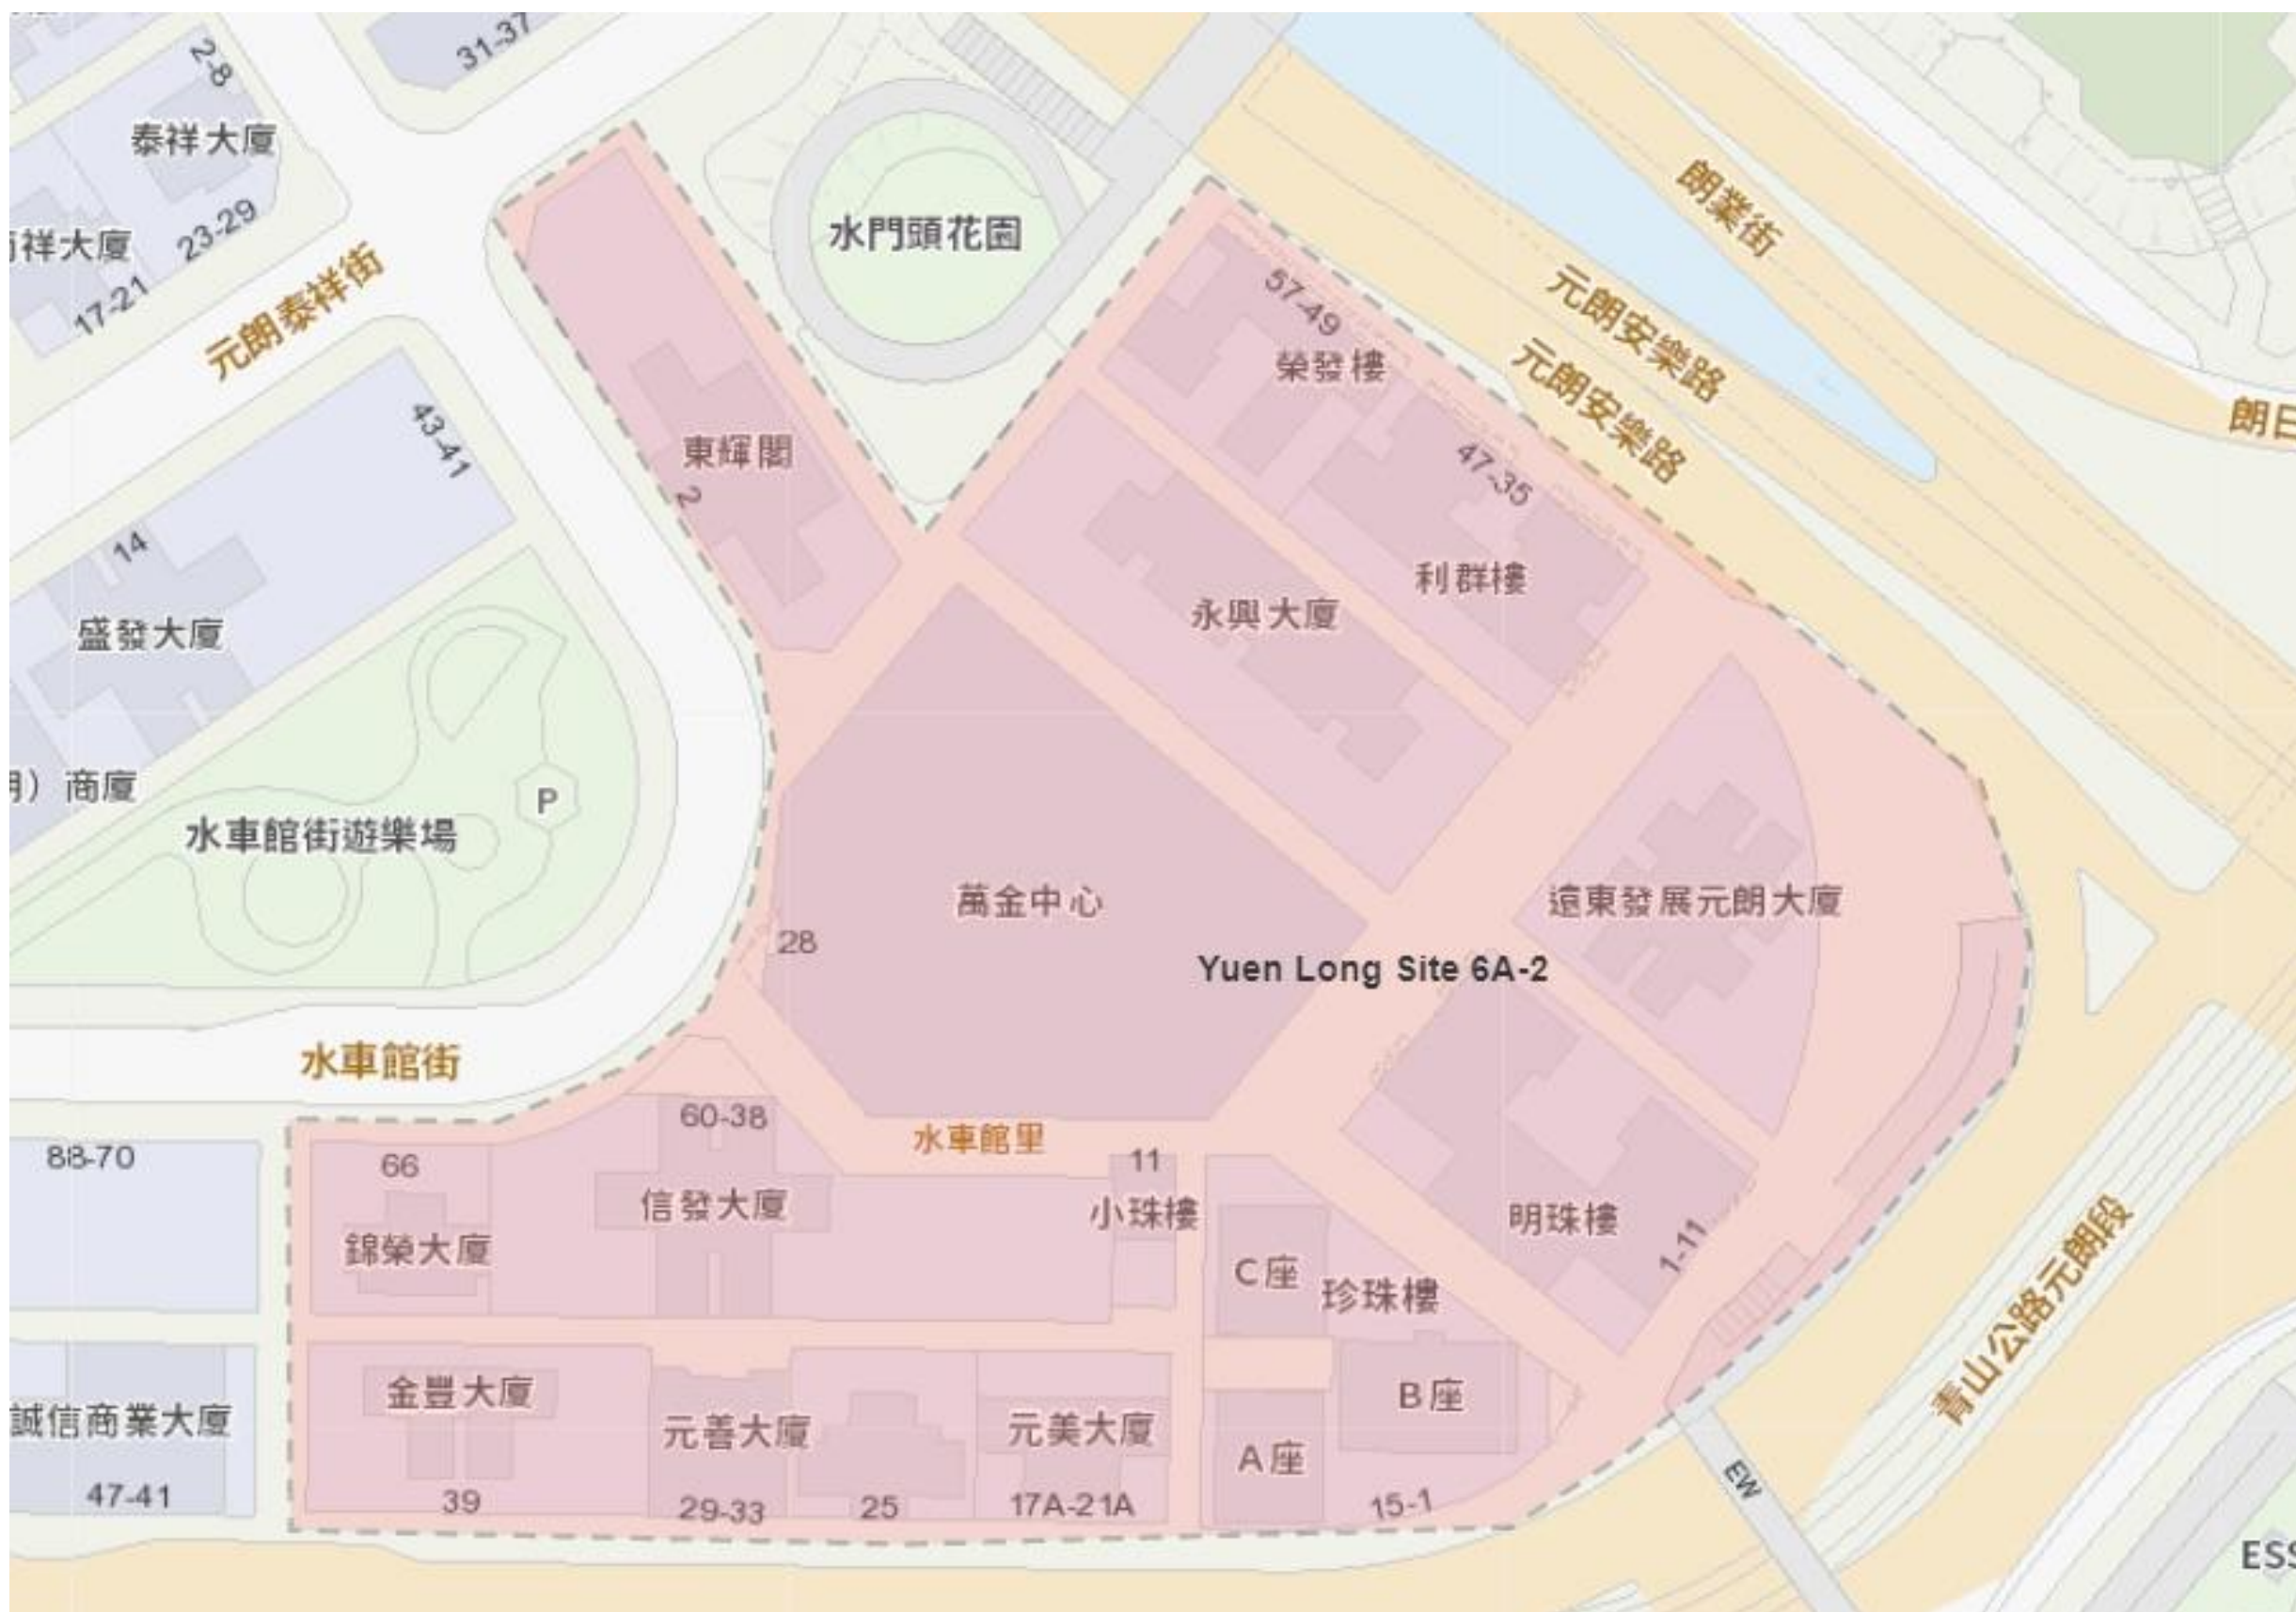 31-37
2-8
泰祥大廈
23-29
祥大廈
17-21
元朗泰祥街
水門頭花園
朗業街
元朗安樂路
元朗安樂路
朗日
57-49
榮發樓
43-41
東輝閣
2
47-35
利群樓
14
永興大廈
盛發大廈
）商廈
P
水車館街遊樂場
萬金中心
遠東發展元朗大廈
28
Yuen Long Site 6A-2
水車館街
60-38
水車館里
88-70
66
11
信發大廈
小珠樓
明珠樓
1-11
錦榮大廈
C座
珍珠樓
青山公路元朗段
金豐大廈
B座
誠信商業大廈
元善大廈
元美大廈
A座
47-41
39
29-33
25
17A-21A
15-1
EW
ESS